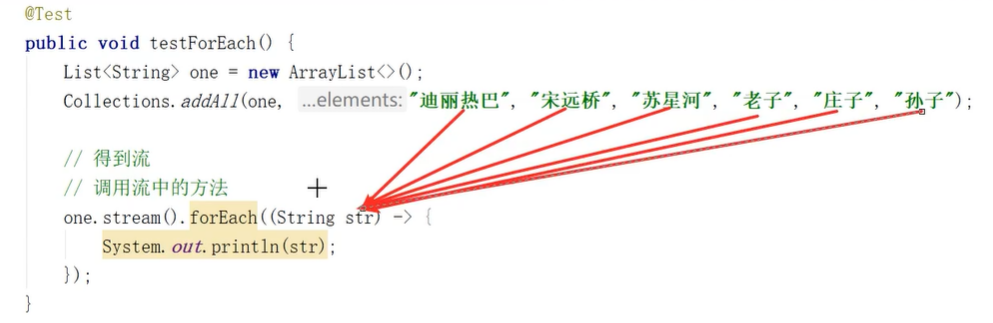 @Test
public void testForEach() {
List<String> one = new ArrayList<>();
Collections.addAll(one, ...elements: "迪丽热巴", "宋远桥", "苏星河", "老子", "庄子", "孙子");
// 得到流
// 调用流中的方法
one.stream().forEach((String str) -> {
System.out.println(str);
});
}